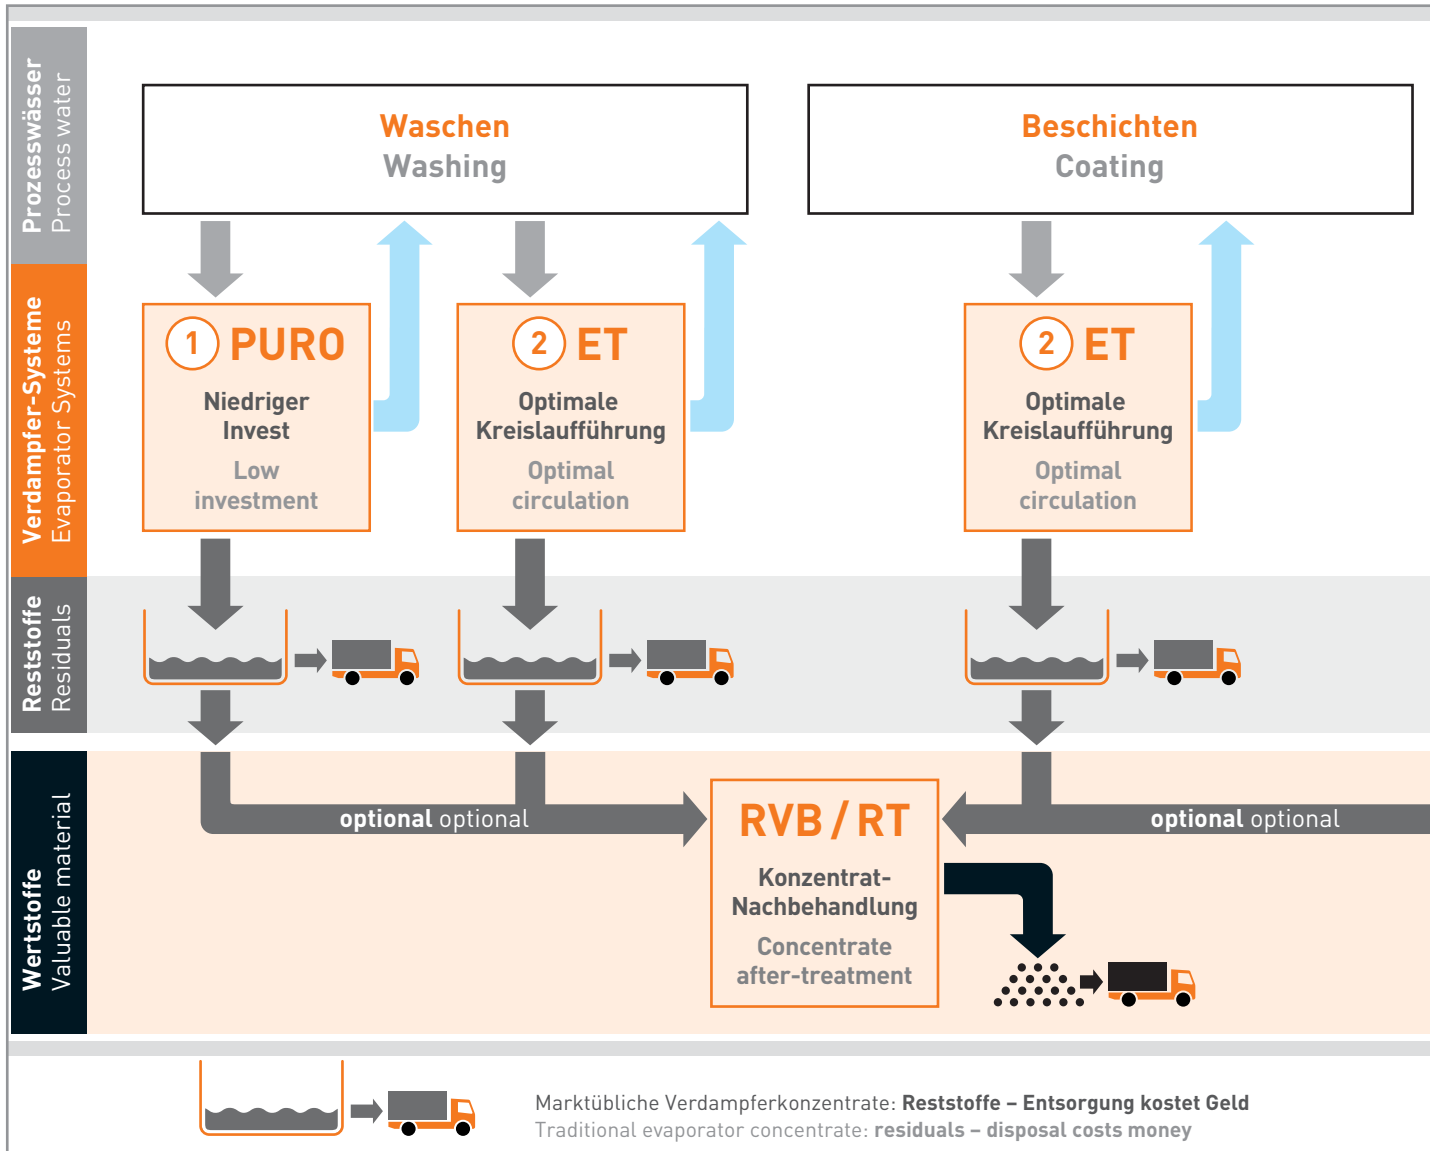 Prozesswässer
Process water
Waschen
Washing
Beschichten
Coating
Verdampfer-Systeme
Evaporator Systems
1 PURO
Niedriger
Invest
Low
investment
2 ET
Optimale
Kreislaufführung
Optimal
circulation
2 ET
Optimale
Kreislaufführung
Optimal
circulation
Reststoffe
Residuals
Wertstoffe
Valuable material
optional optional
RVB / RT
Konzentrat-
Nachbehandlung
Concentrate
after-treatment
optional optional
Marktübliche Verdampferkonzentrate: Reststoffe – Entsorgung kostet Geld
Traditional evaporator concentrate: residuals – disposal costs money